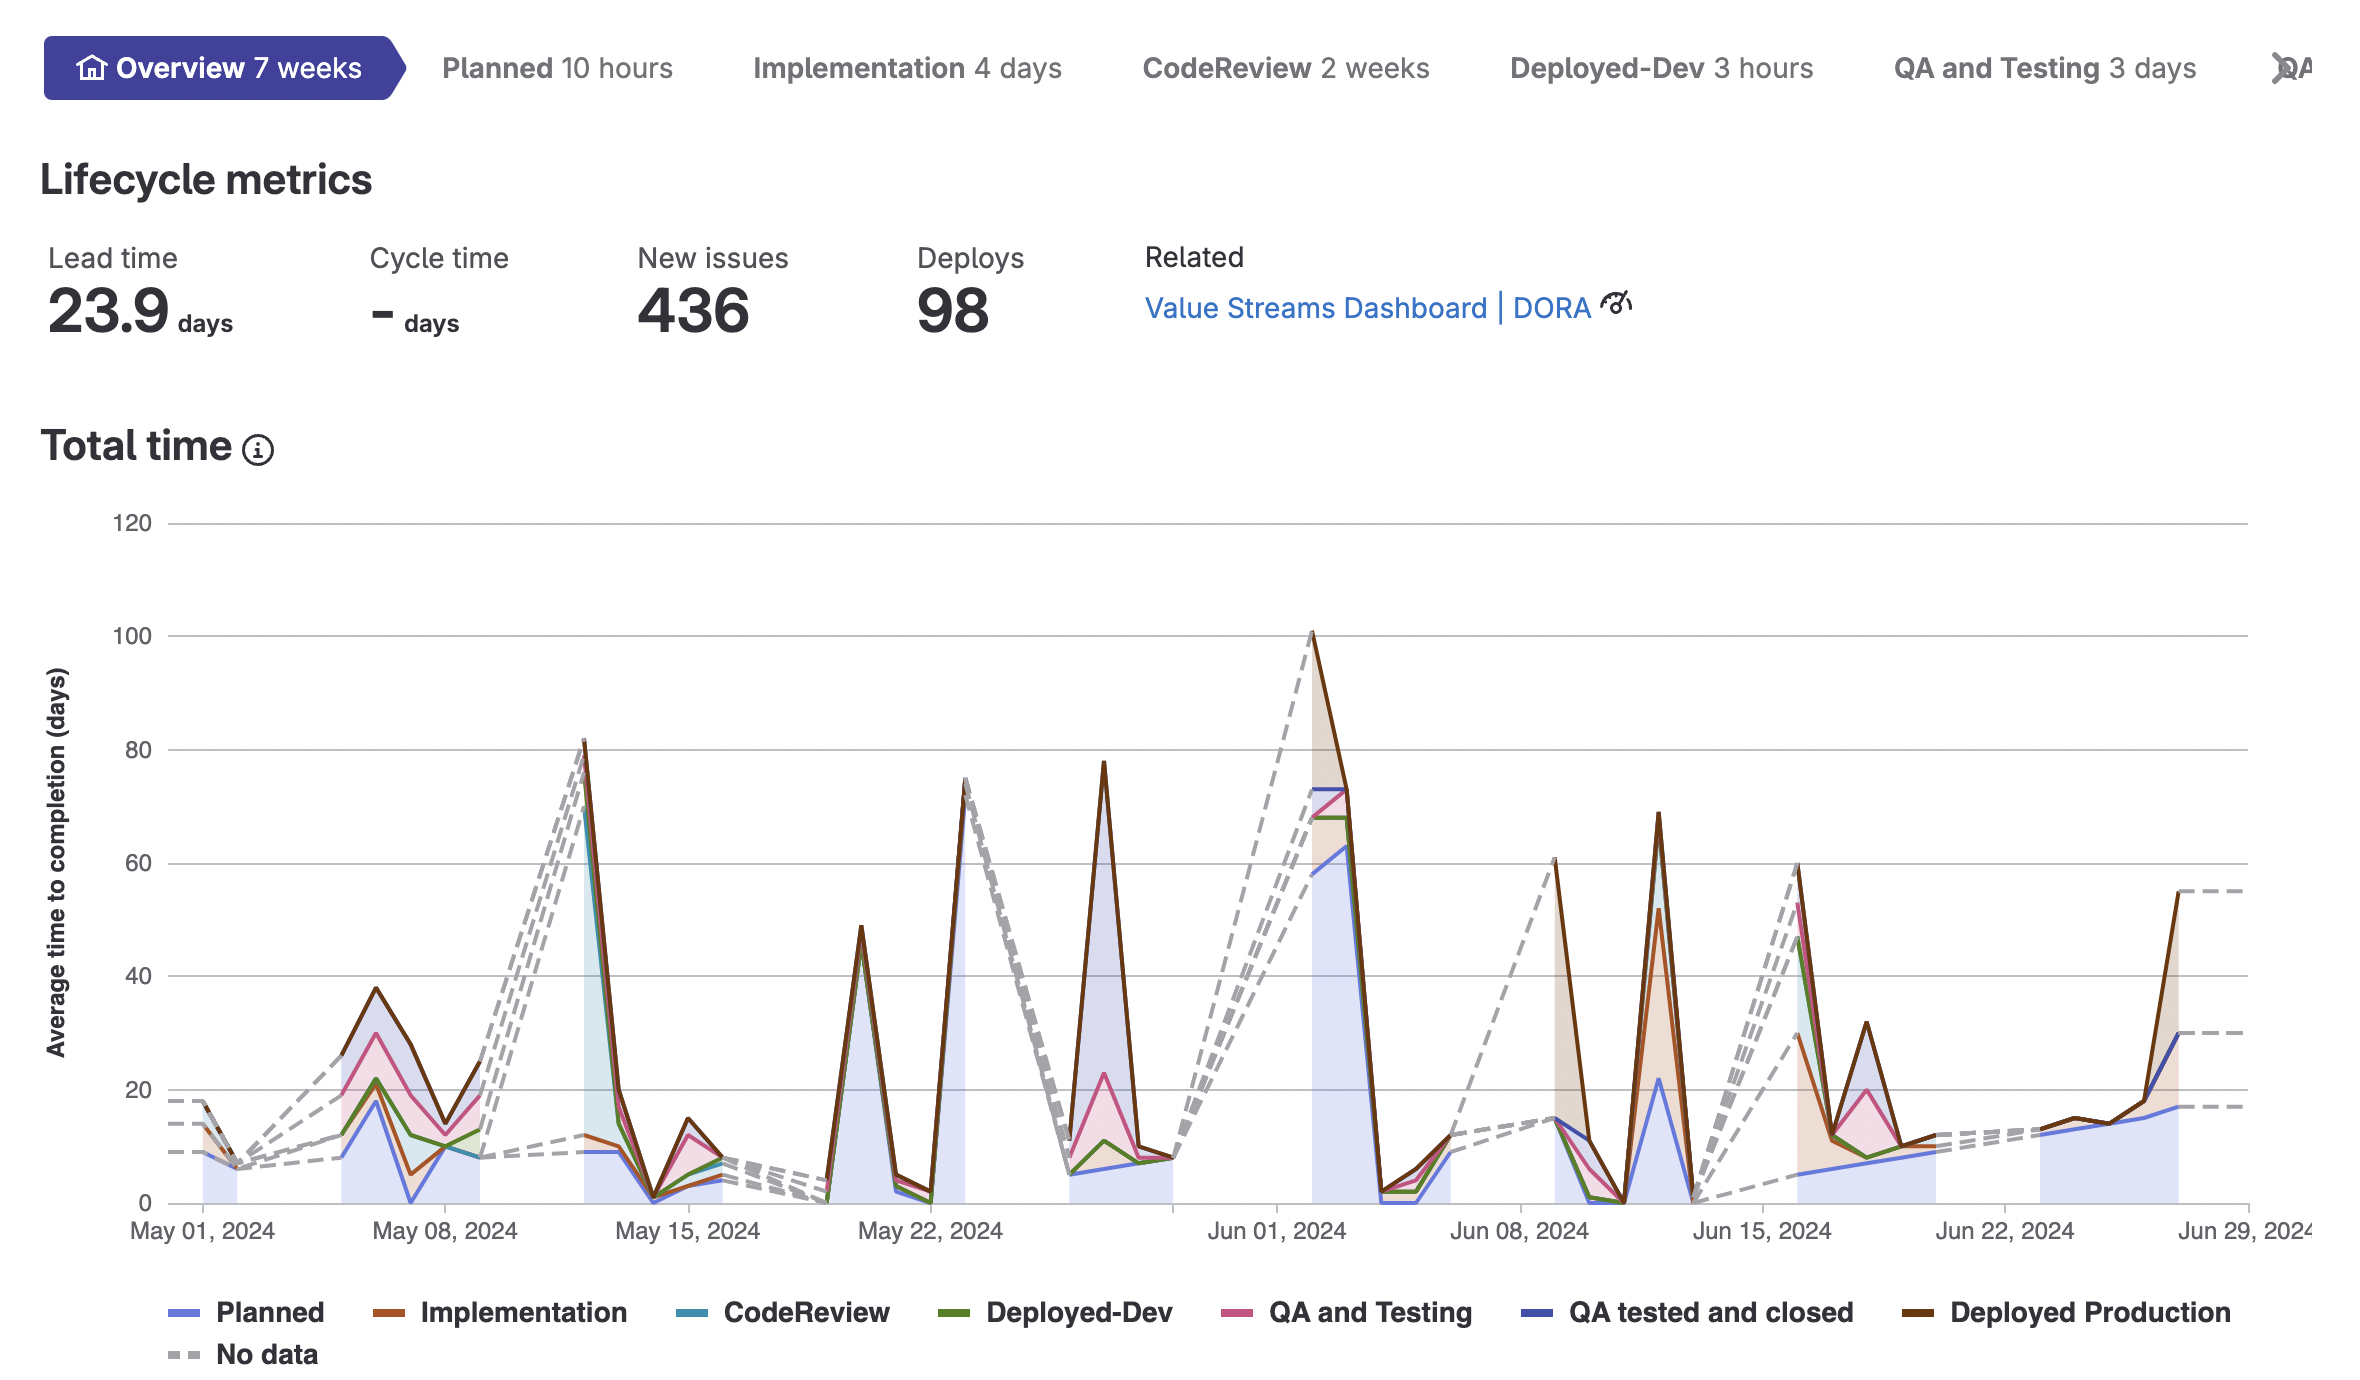 Overview 7 weeks Planned 10 hours Implementation 4 days CodeReview 2 weeks Deployed-Dev 3 hours QA and Testing 3 days QA
Lifecycle metrics
Lead time Cycle time New issues Deploys Related
23.9 days - days 436 98 Value Streams Dashboard | DORA
Total time
120
100
80
60
40
20
0
Average time to completion (days)
May 01, 2024 May 08, 2024 May 15, 2024 May 22, 2024 Jun 01, 2024 Jun 08, 2024 Jun 15, 2024 Jun 22, 2024 Jun 29, 2024
Planned Implementation CodeReview Deployed-Dev QA and Testing QA tested and closed Deployed Production
No data